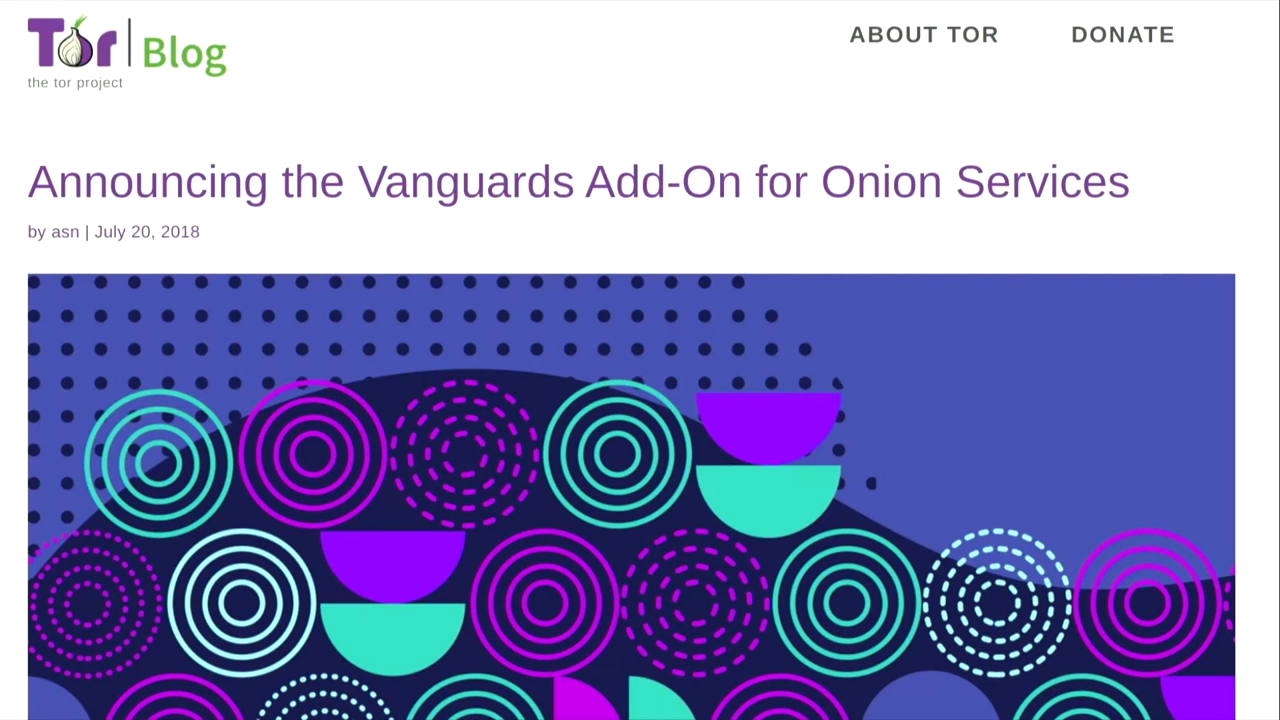 Tor Blog
the tor project
ABOUT TOR
DONATE
Announcing the Vanguards Add-On for Onion Services
by asn | July 20, 2018